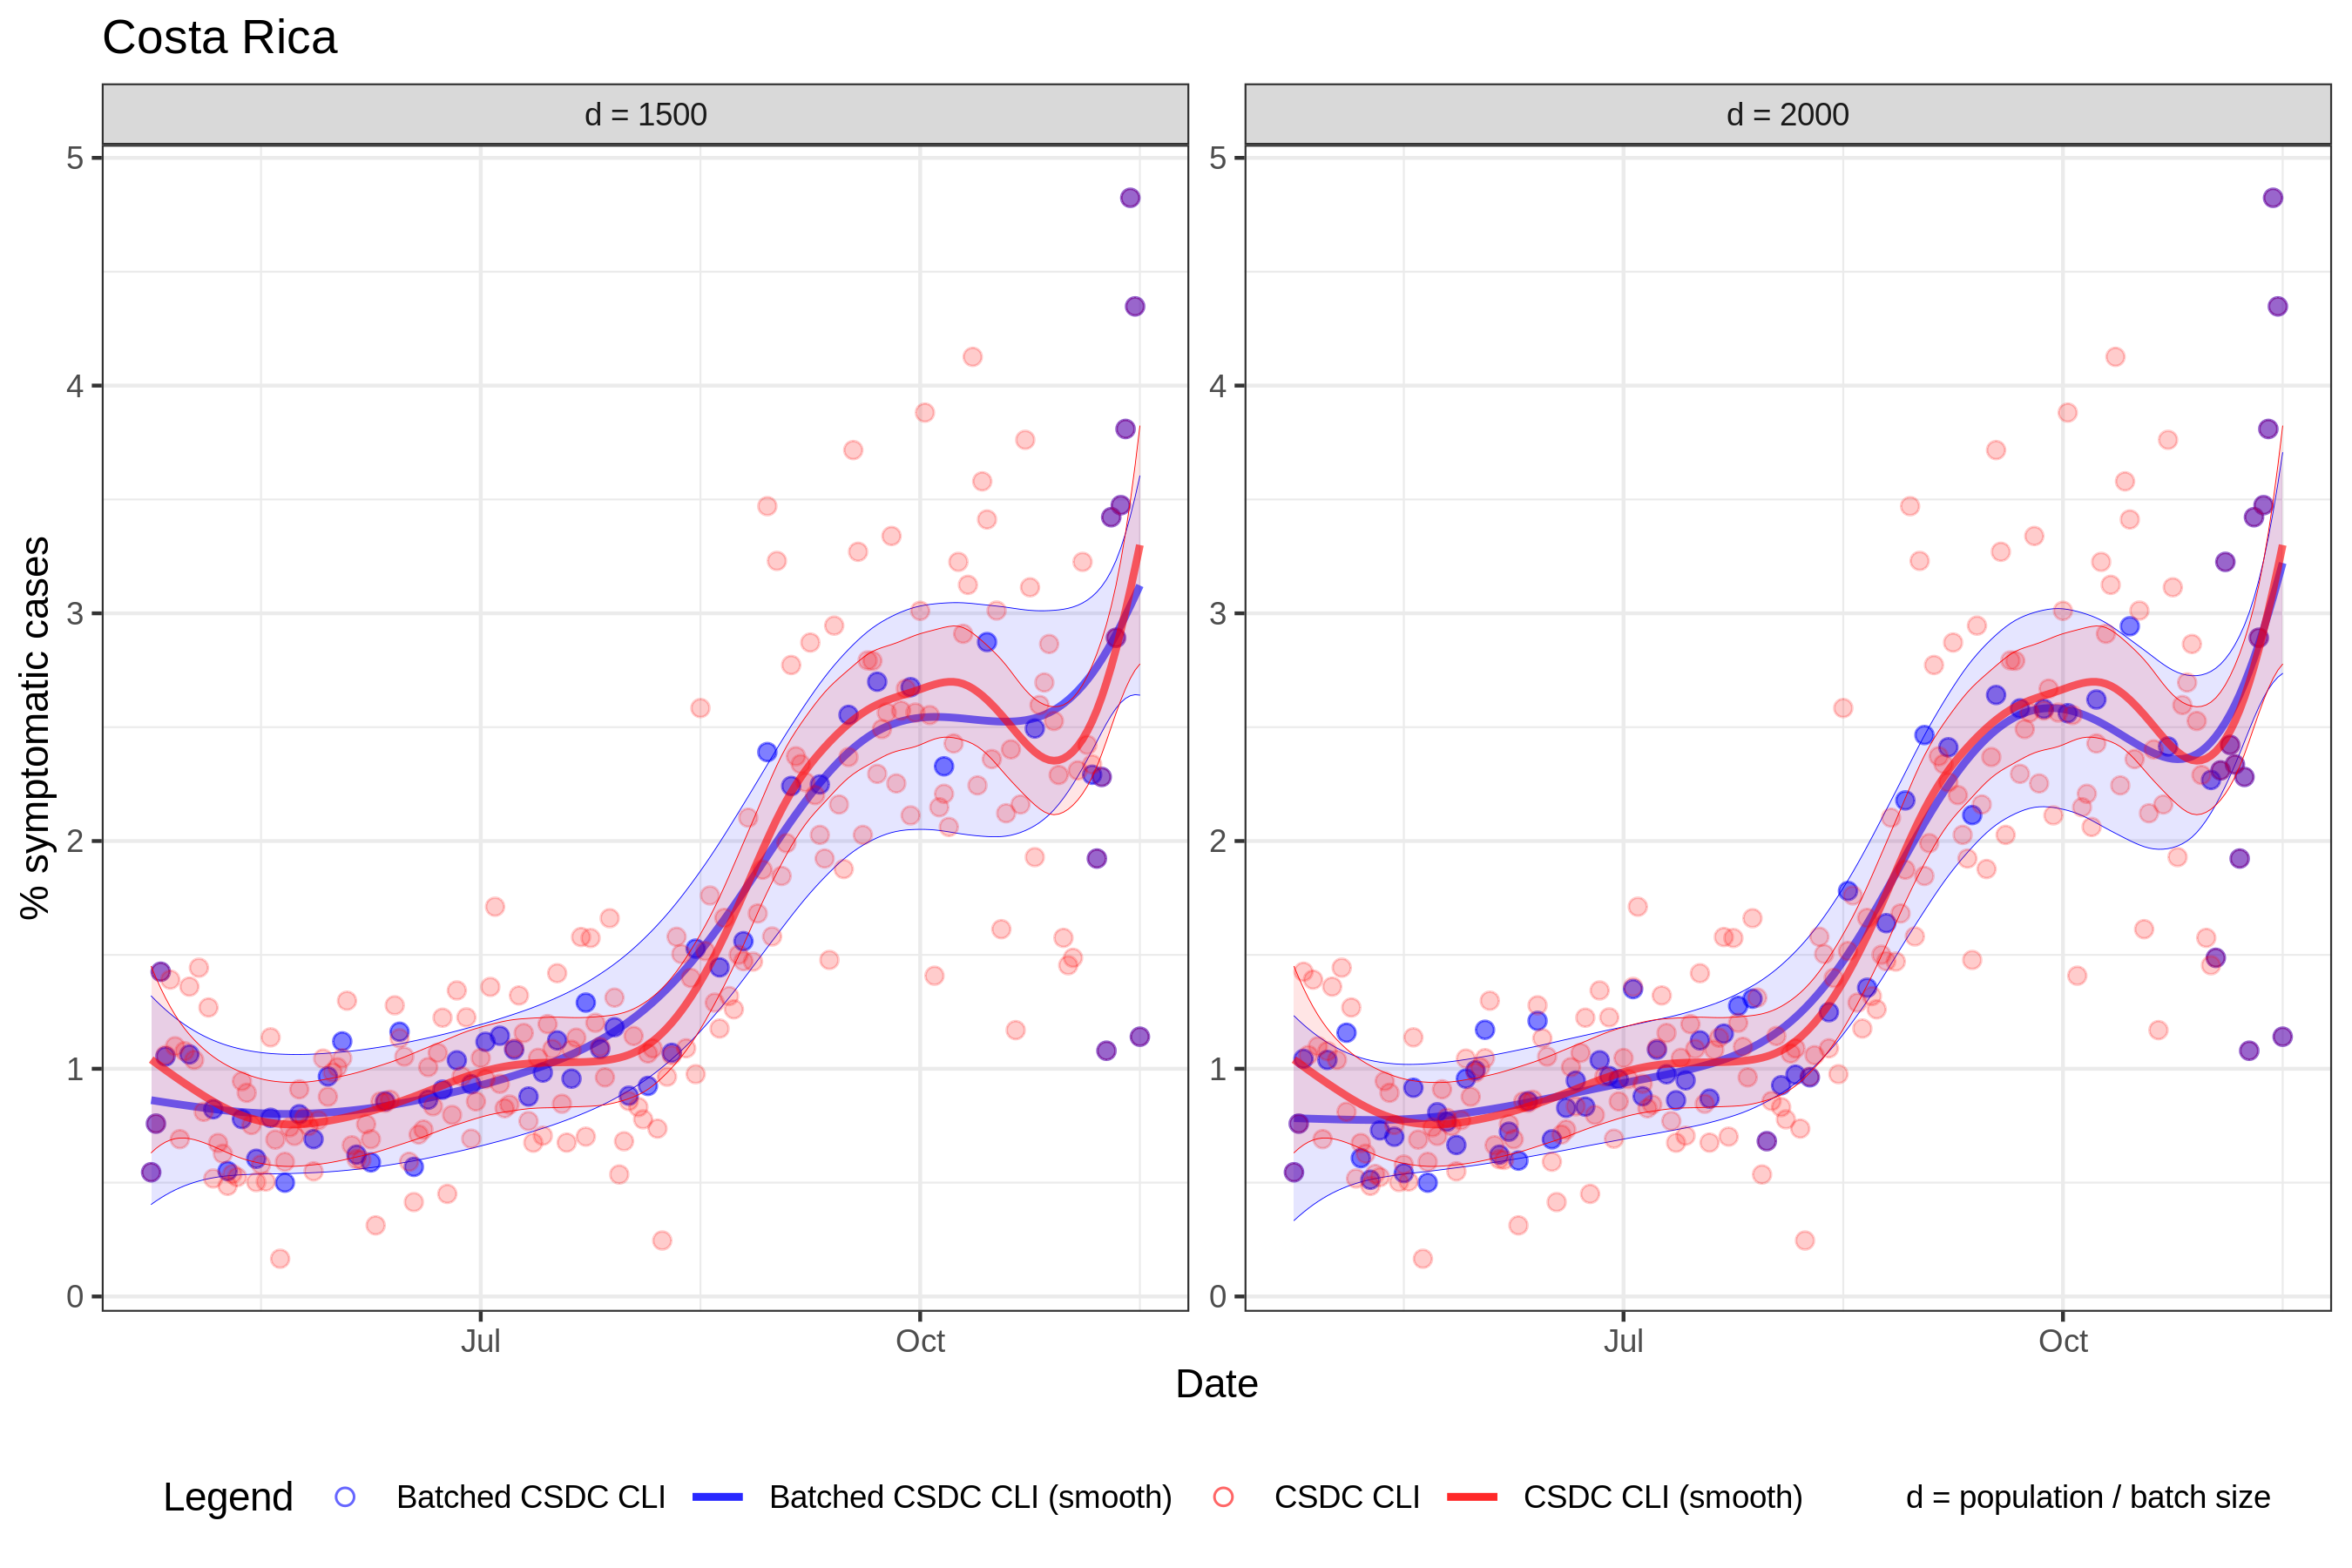 Costa Rica
d = 1500
d = 2000
% symptomatic cases
5
4
3
2
1
0
5
4
3
2
1
0
Jul
Oct
Jul
Oct
Date
Legend
Batched CSDC CLI
Batched CSDC CLI (smooth)
CSDC CLI
CSDC CLI (smooth)
d = population / batch size